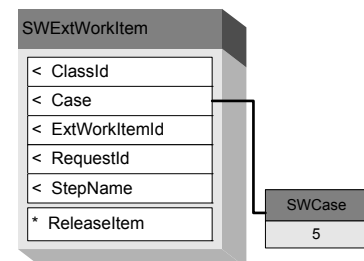 SWExtWorkItem
< ClassId
< Case
< ExtWorkItemId
< RequestId
< StepName
* ReleaseItem
SWCase
5